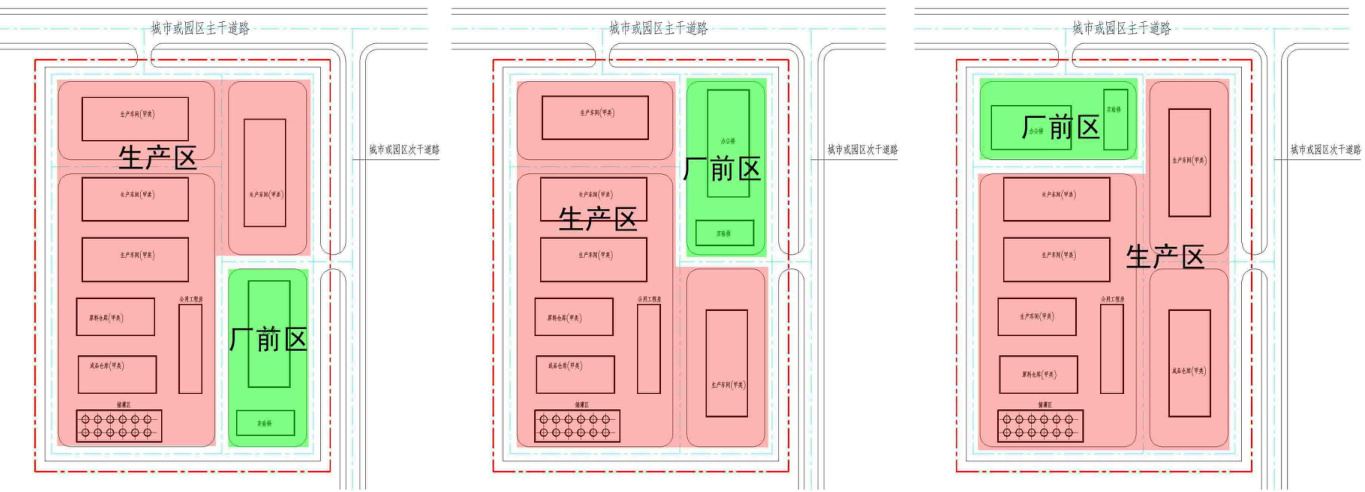 城市或园区主干道路
生产车间(甲类)
生产区
城市或园区次干道路
生产车间(甲类)
生产车间(甲类)
生产车间(甲类)
公用工程房
原料仓库(甲类)
厂前区
成品仓库(甲类)
储罐区
实验楼
城市或园区主干道路
生产车间(甲类)
办公楼
城市或园区次干道路
厂前区
生产车间(甲类)
生产区
实验楼
生产车间(甲类)
公用工程房
原料仓库(甲类)
成品仓库(甲类)
生产车间(甲类)
储罐区
城市或园区主干道路
实验楼
办公楼
厂前区
城市或园区次干道路
生产车间(甲类)
生产车间(甲类)
生产车间(甲类)
生产区
公用工程房
生产车间(甲类)
原料仓库(甲类)
成品仓库(甲类)
储罐区